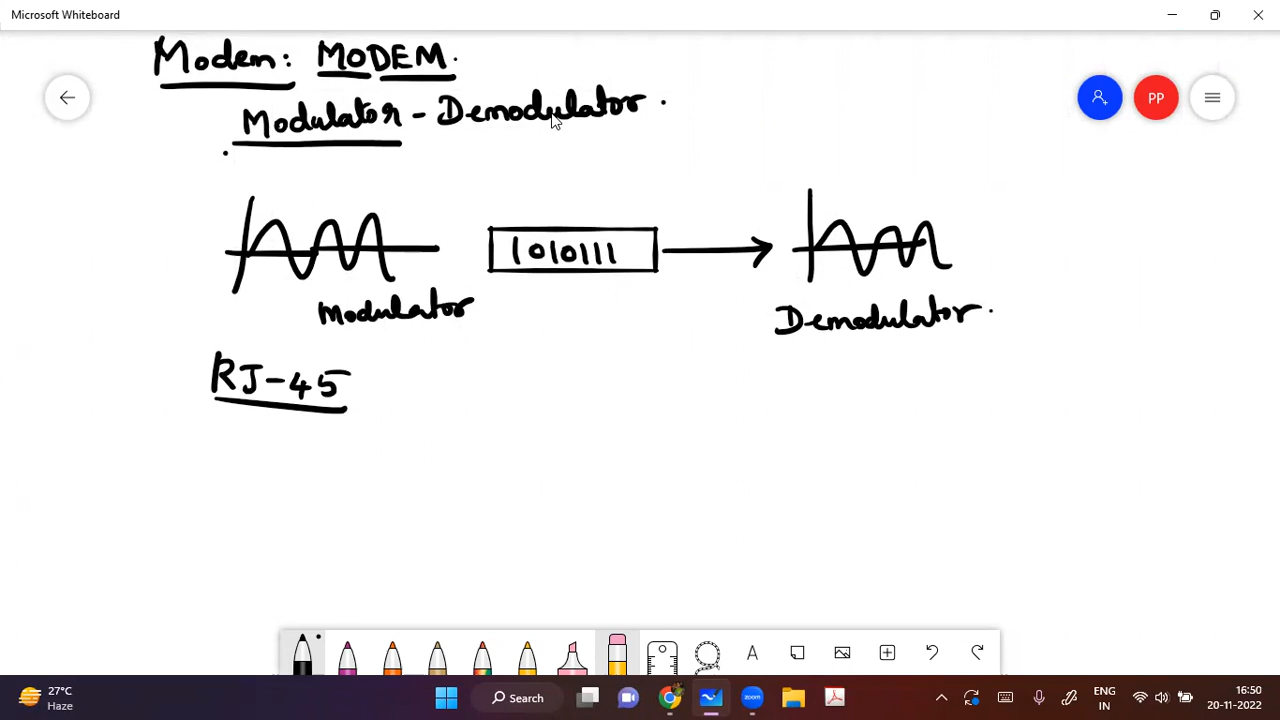 Microsoft Whiteboard
Modem: MODEM.
Modulator - Demodulator.
1010111
Modulator
Demodulator.
RJ-45
PP
A
27°C
Haze
Search
zoom
ENG
IN
16:50
20-11-2022